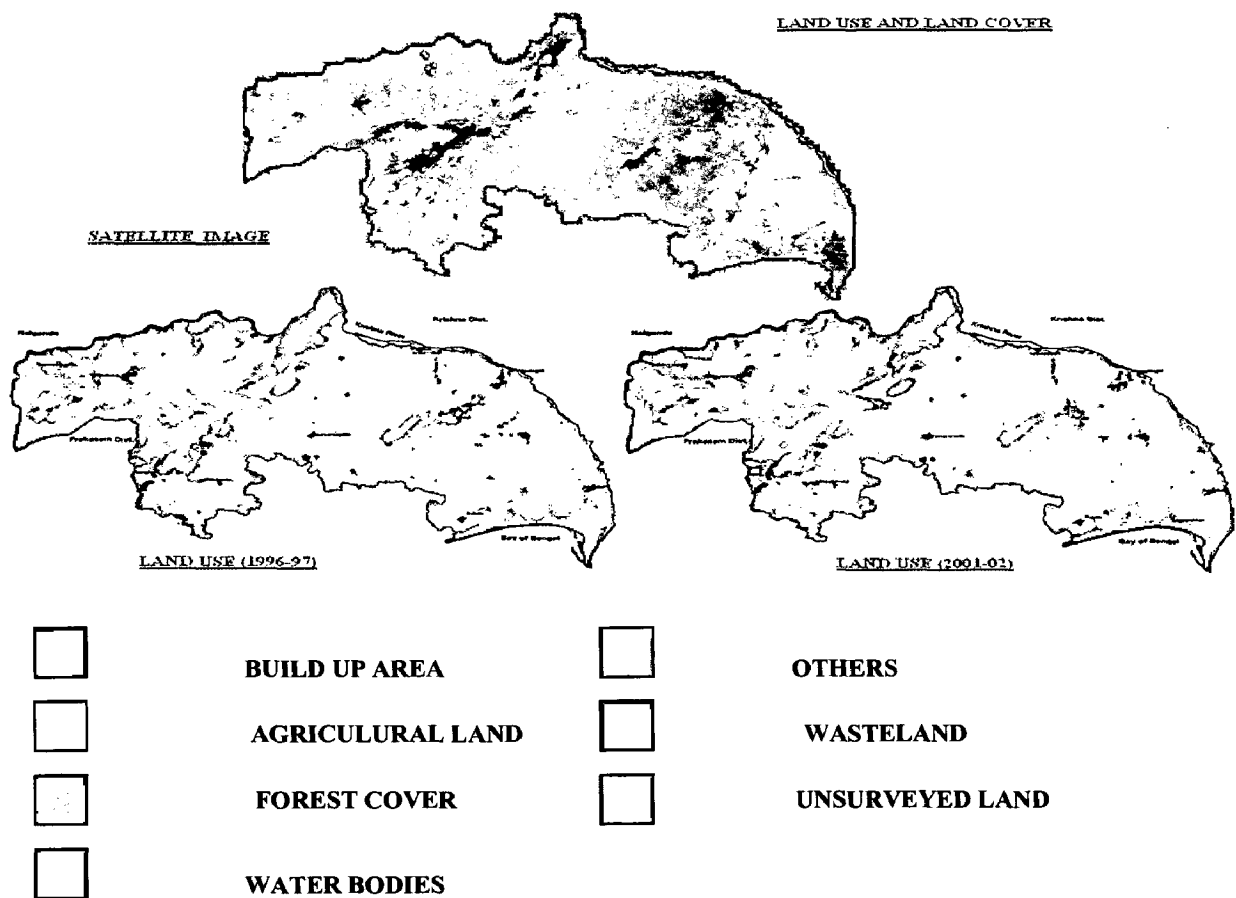 LAND USE AND LAND COVER
SATELLITE IMAGE
Krishna Dist.
Krishna Dist.
Prakasam Dist.
Prakasam Dist.
Bay of Bengal
Bay of Bengal
LAND USE (1996-97)
LAND USE (2001-02)
BUILD UP AREA
OTHERS
AGRICULURAL LAND
WASTELAND
FOREST COVER
UNSURVEYED LAND
WATER BODIES